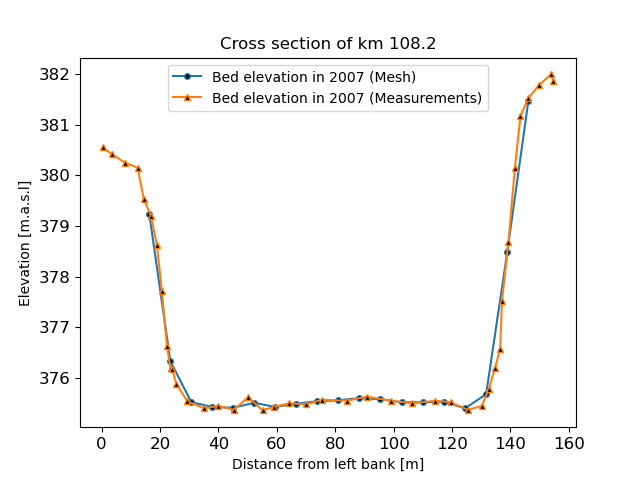 Cross section of km 108.2
Bed elevation in 2007 (Mesh)
Bed elevation in 2007 (Measurements)
382
381
380
379
378
377
376
Elevation [m.a.s.l]
0 20 40 60 80 100 120 140 160
Distance from left bank [m]